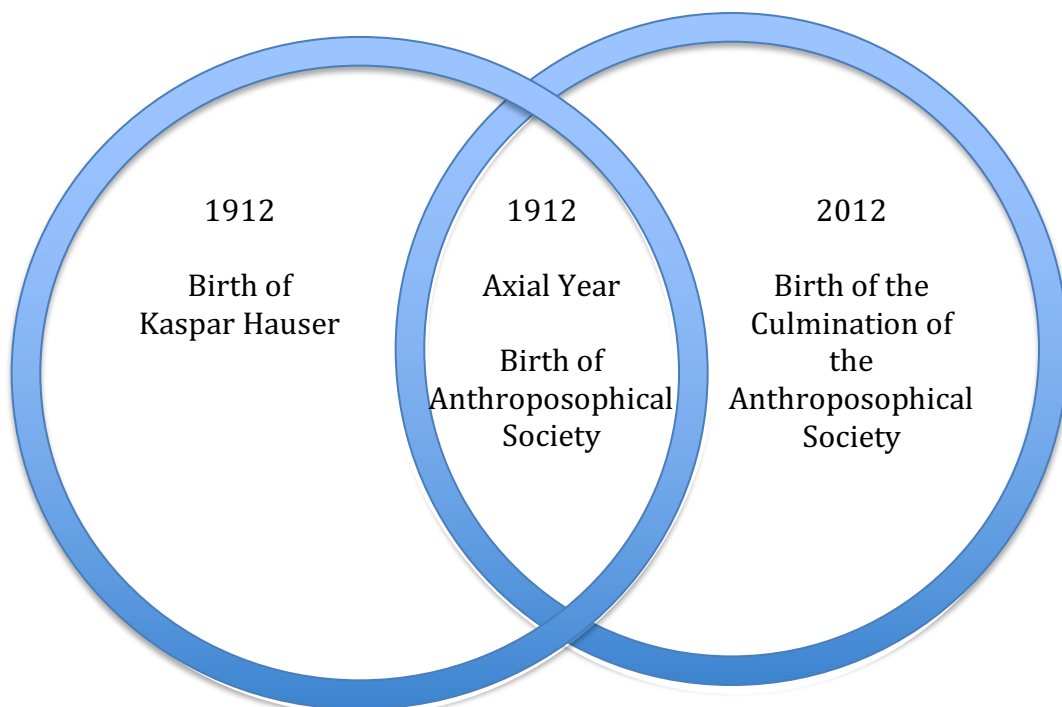 1912
Birth of
Kaspar Hauser
1912
Axial Year
Birth of
Anthroposophical
Society
2012
Birth of the
Culmination of
the
Anthroposophical
Society